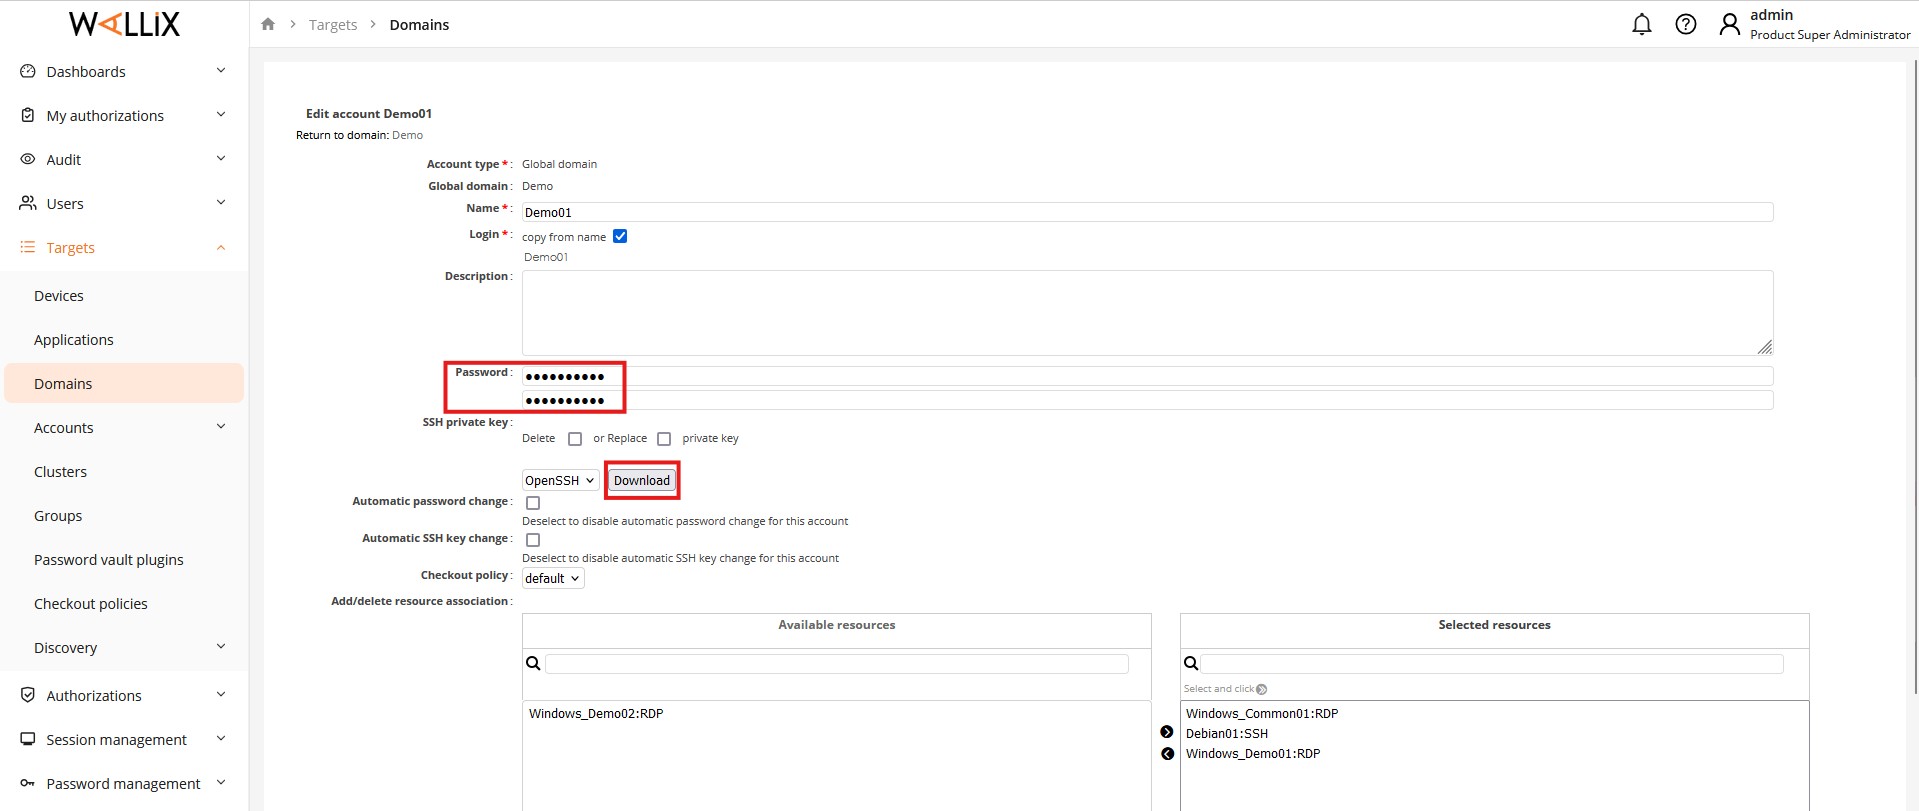 WALLIX
Targets
Domains
admin
Product Super Administrator
Dashboards
My authorizations
Audit
Users
Targets
Devices
Applications
Domains
Accounts
Clusters
Groups
Password vault plugins
Checkout policies
Discovery
Authorizations
Session management
Password management
Edit account Demo01
Return to domain: Demo
Account type *: Global domain
Global domain: Demo
Name *: Demo01
Login *: copy from name
Demo01
Description:
Password: ●●●●●●●●●●
●●●●●●●●●●
SSH private key:
Delete or Replace private key
OpenSSH Download
Automatic password change:
Deselect to disable automatic password change for this account
Automatic SSH key change:
Deselect to disable automatic SSH key change for this account
Checkout policy: default
Add/delete resource association:
Available resources
Windows_Demo02:RDP
Selected resources
Select and click
Windows_Common01:RDP
Debian01:SSH
Windows_Demo01:RDP